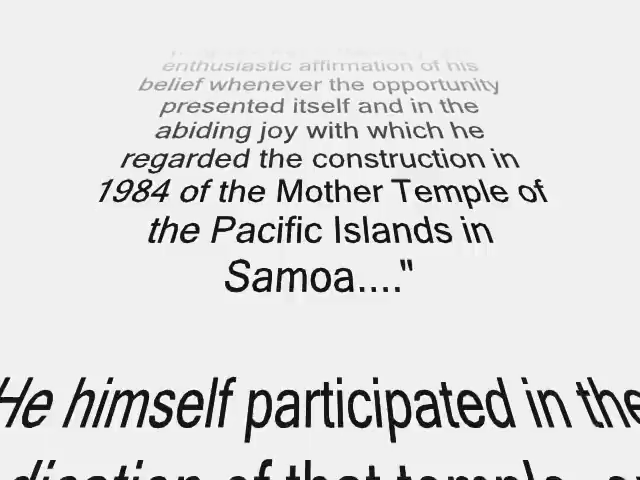 enthusiastic affirmation of his
belief whenever the opportunity
presented itself and in the
abiding joy with which he
regarded the construction in
1984 of the Mother Temple of
the Pacific Islands in
Samoa...."
He himself participated in the
of that